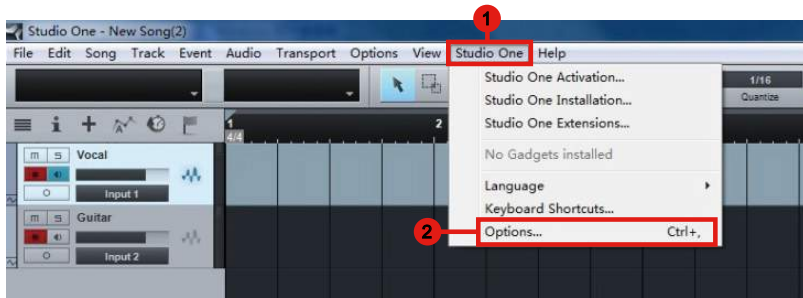 1
Studio One - New Song(2)
File Edit Song Track Event Audio Transport Options View Studio One Help
Studio One Activation...
1/16
Studio One Installation...
Quantize
Studio One Extensions...
1
2
4/4
No Gadgets installed
m s Vocal
Language
Input 1
Keyboard Shortcuts...
m s Guitar
2
Options... Ctrl+,
Input 2